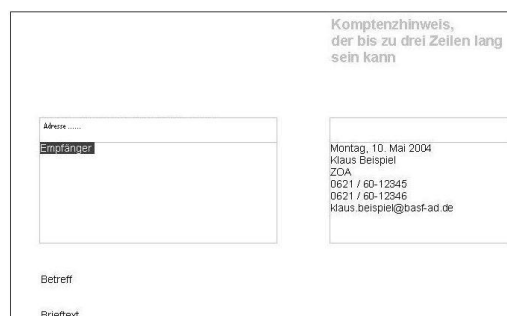 Komptenzhinweis,
der bis zu drei Zeilen lang
sein kann
Adresse ......
Empfänger
Montag, 10. Mai 2004
Klaus Beispiel
ZOA
0621 / 60-12345
0621 / 60-12346
klaus.beispiel@basf-ad.de
Betreff
Brieftext